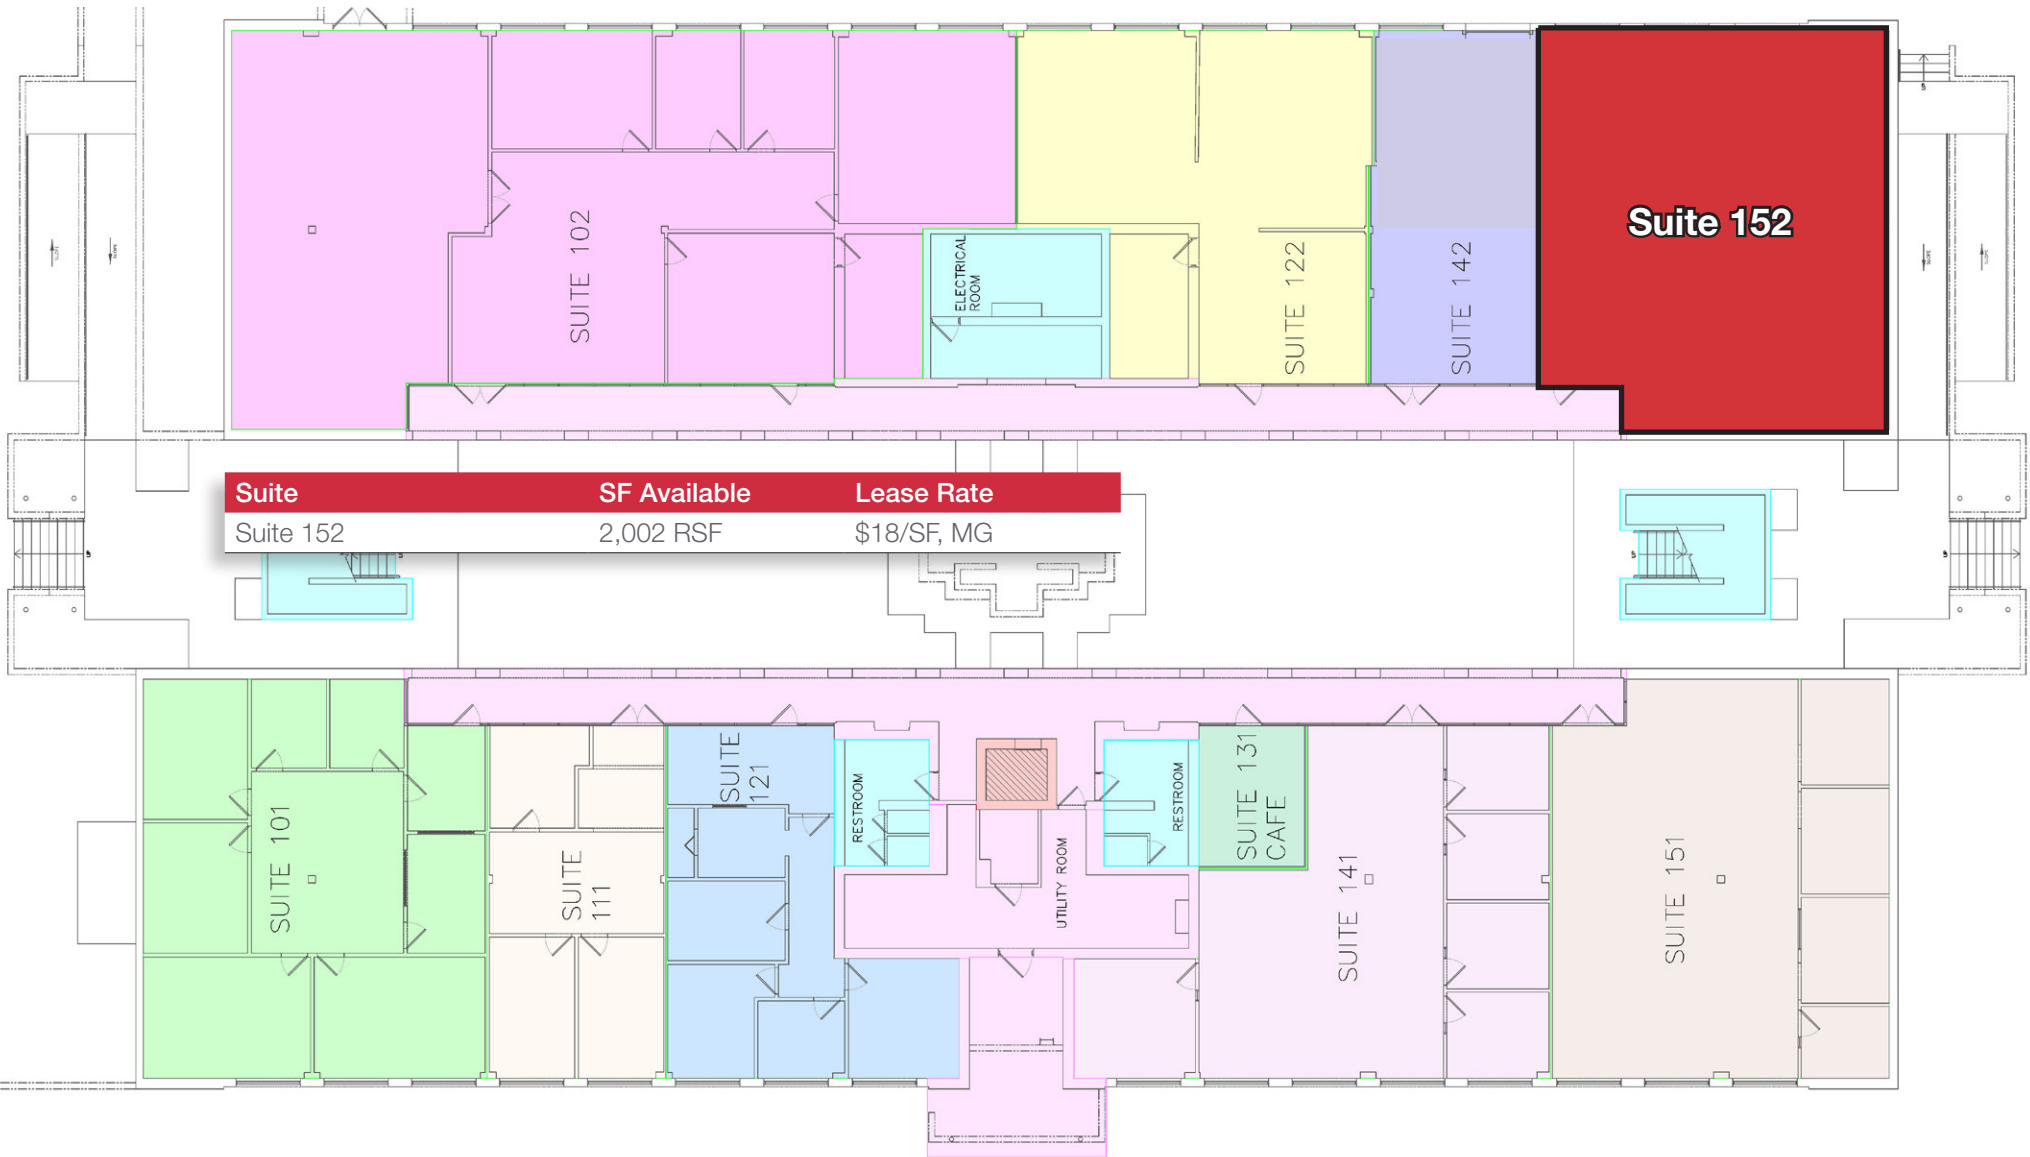 Suite 152
SUITE 102
ELECTRICAL
ROOM
SUITE 122
SUITE 142
Suite SF Available Lease Rate
Suite 152 2,002 RSF $18/SF, MG
SUITE 101
SUITE
111
SUITE
121
RESTROOM
UTILITY ROOM
RESTROOM
SUITE 131
CAFE
SUITE 141
SUITE 151